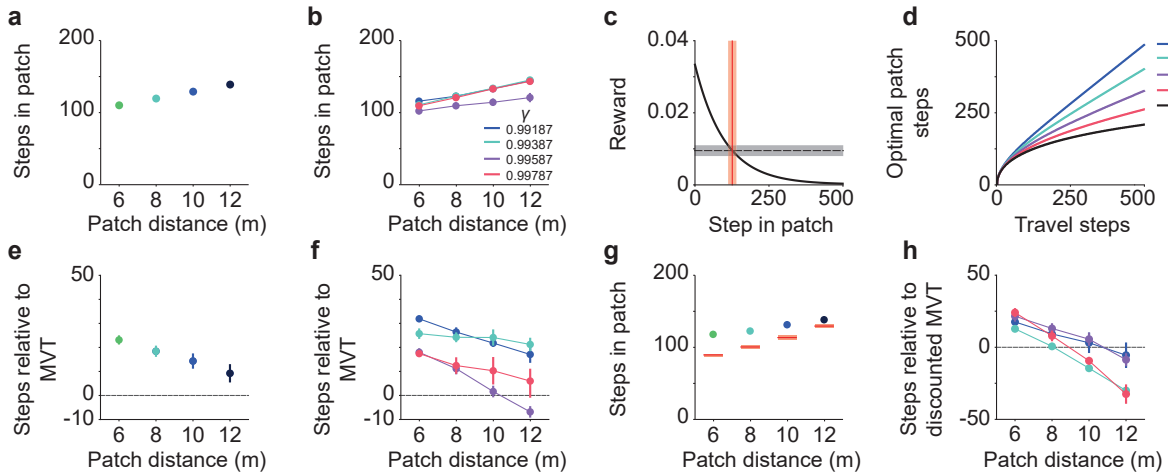 a
Steps in patch
200
100
0
6 8 10 12
Patch distance (m)
b
Steps in patch
200
100
0
6 8 10 12
Patch distance (m)
γ
0.99187
0.99387
0.99587
0.99787
c
Reward
0.04
0.02
0
0 250 500
Step in patch
d
Optimal patch
steps
500
250
0
0 250 500
Travel steps
e
Steps relative to
MVT
50
0
-10
6 8 10 12
Patch distance (m)
f
Steps relative to
MVT
50
0
-10
6 8 10 12
Patch distance (m)
g
Steps in patch
200
100
0
6 8 10 12
Patch distance (m)
h
Steps relative to
discounted MVT
50
0
-50
6 8 10 12
Patch distance (m)